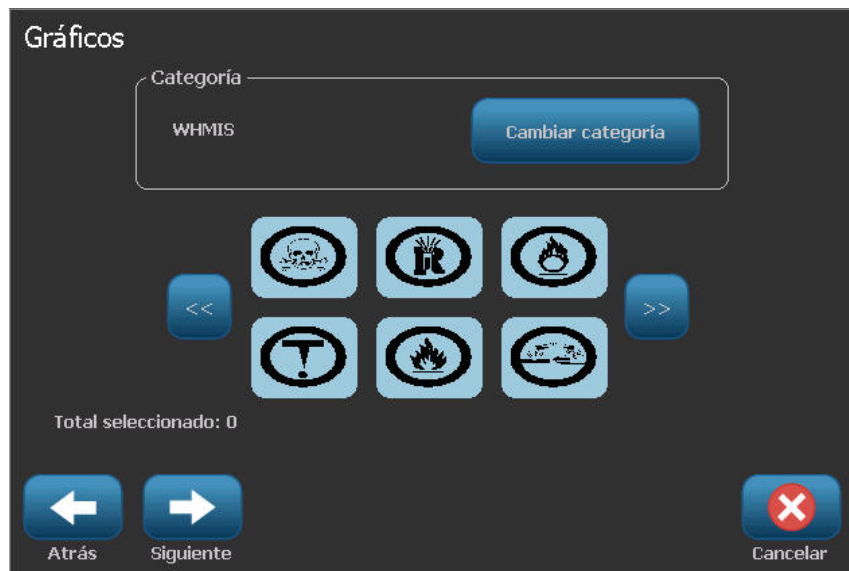 Gráficos
Categoría
WHMIS
Cambiar categoría
<<
>>
Total seleccionado: 0
Atrás
Siguiente
Cancelar